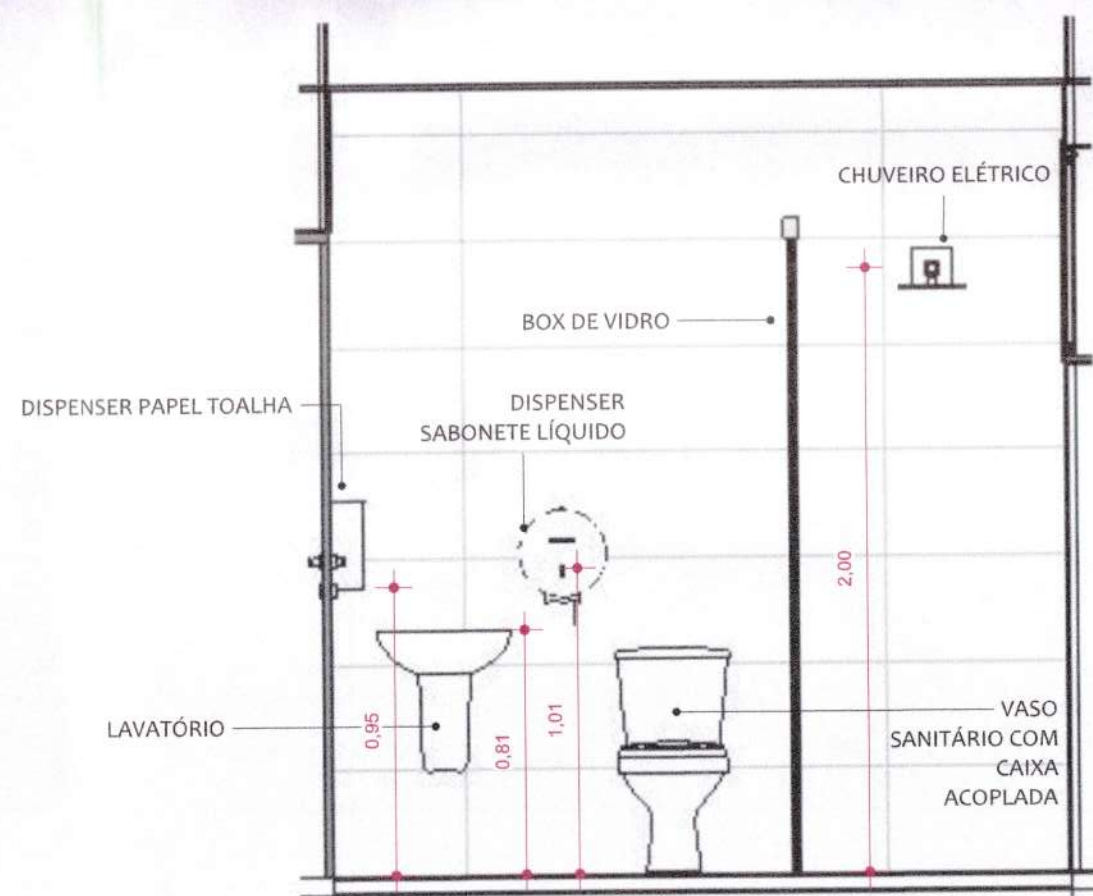 CHUVEIRO ELÉTRICO
BOX DE VIDRO
DISPENSER PAPEL TOALHA
DISPENSER
SABONETE LÍQUIDO
2,00
LAVATÓRIO
0,95
0,81
1,01
VASO
SANITÁRIO COM
CAIXA
ACOPLADA